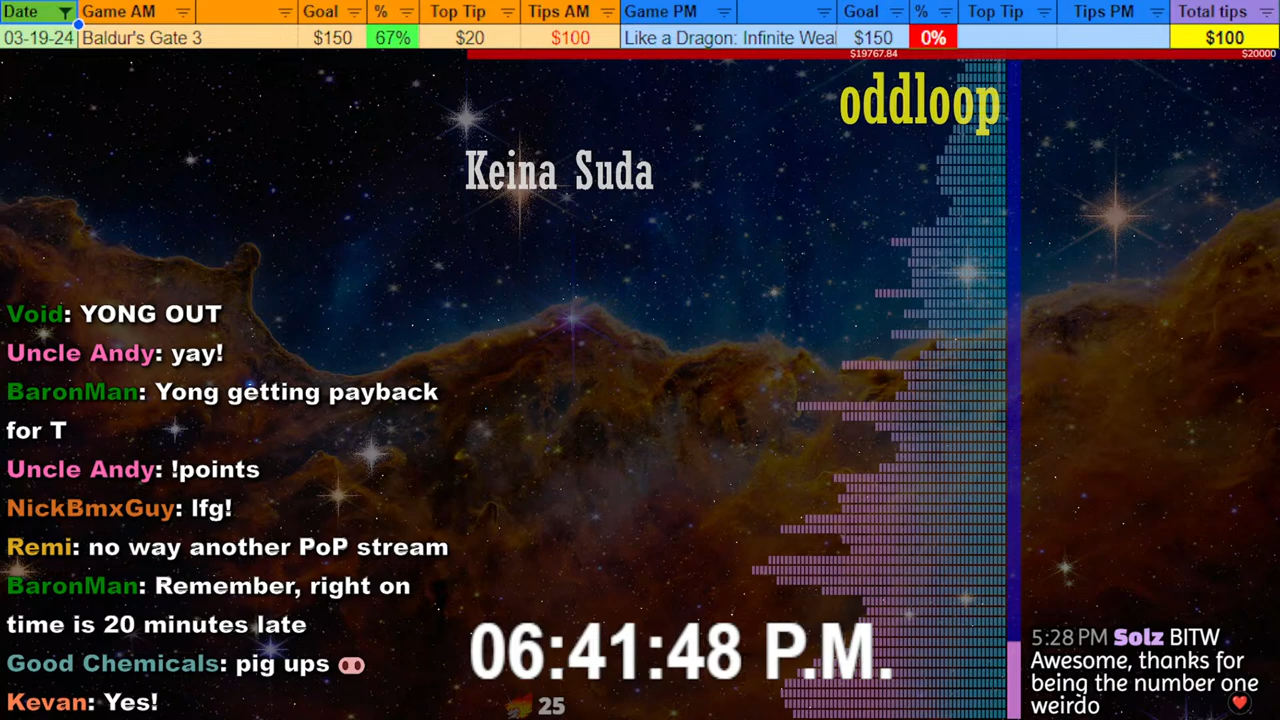 Date Game AM Goal % Top Tip Tips AM Game PM Goal % Top Tip Tips PM Total tips
03-19-24 Baldur's Gate 3 $150 67% $20 $100 Like a Dragon: Infinite Weal $150 0% $100
$19767.84 $20000
oddloop
Keina Suda
Void: YONG OUT
Uncle Andy: yay!
BaronMan: Yong getting payback
for T
Uncle Andy: !points
NickBmxGuy: lfg!
Remi: no way another PoP stream
BaronMan: Remember, right on
time is 20 minutes late
Good Chemicals: pig ups
Kevan: Yes!
06:41:48 P.M.
25
5:28 PM Solz BITW
Awesome, thanks for
being the number one
weirdo